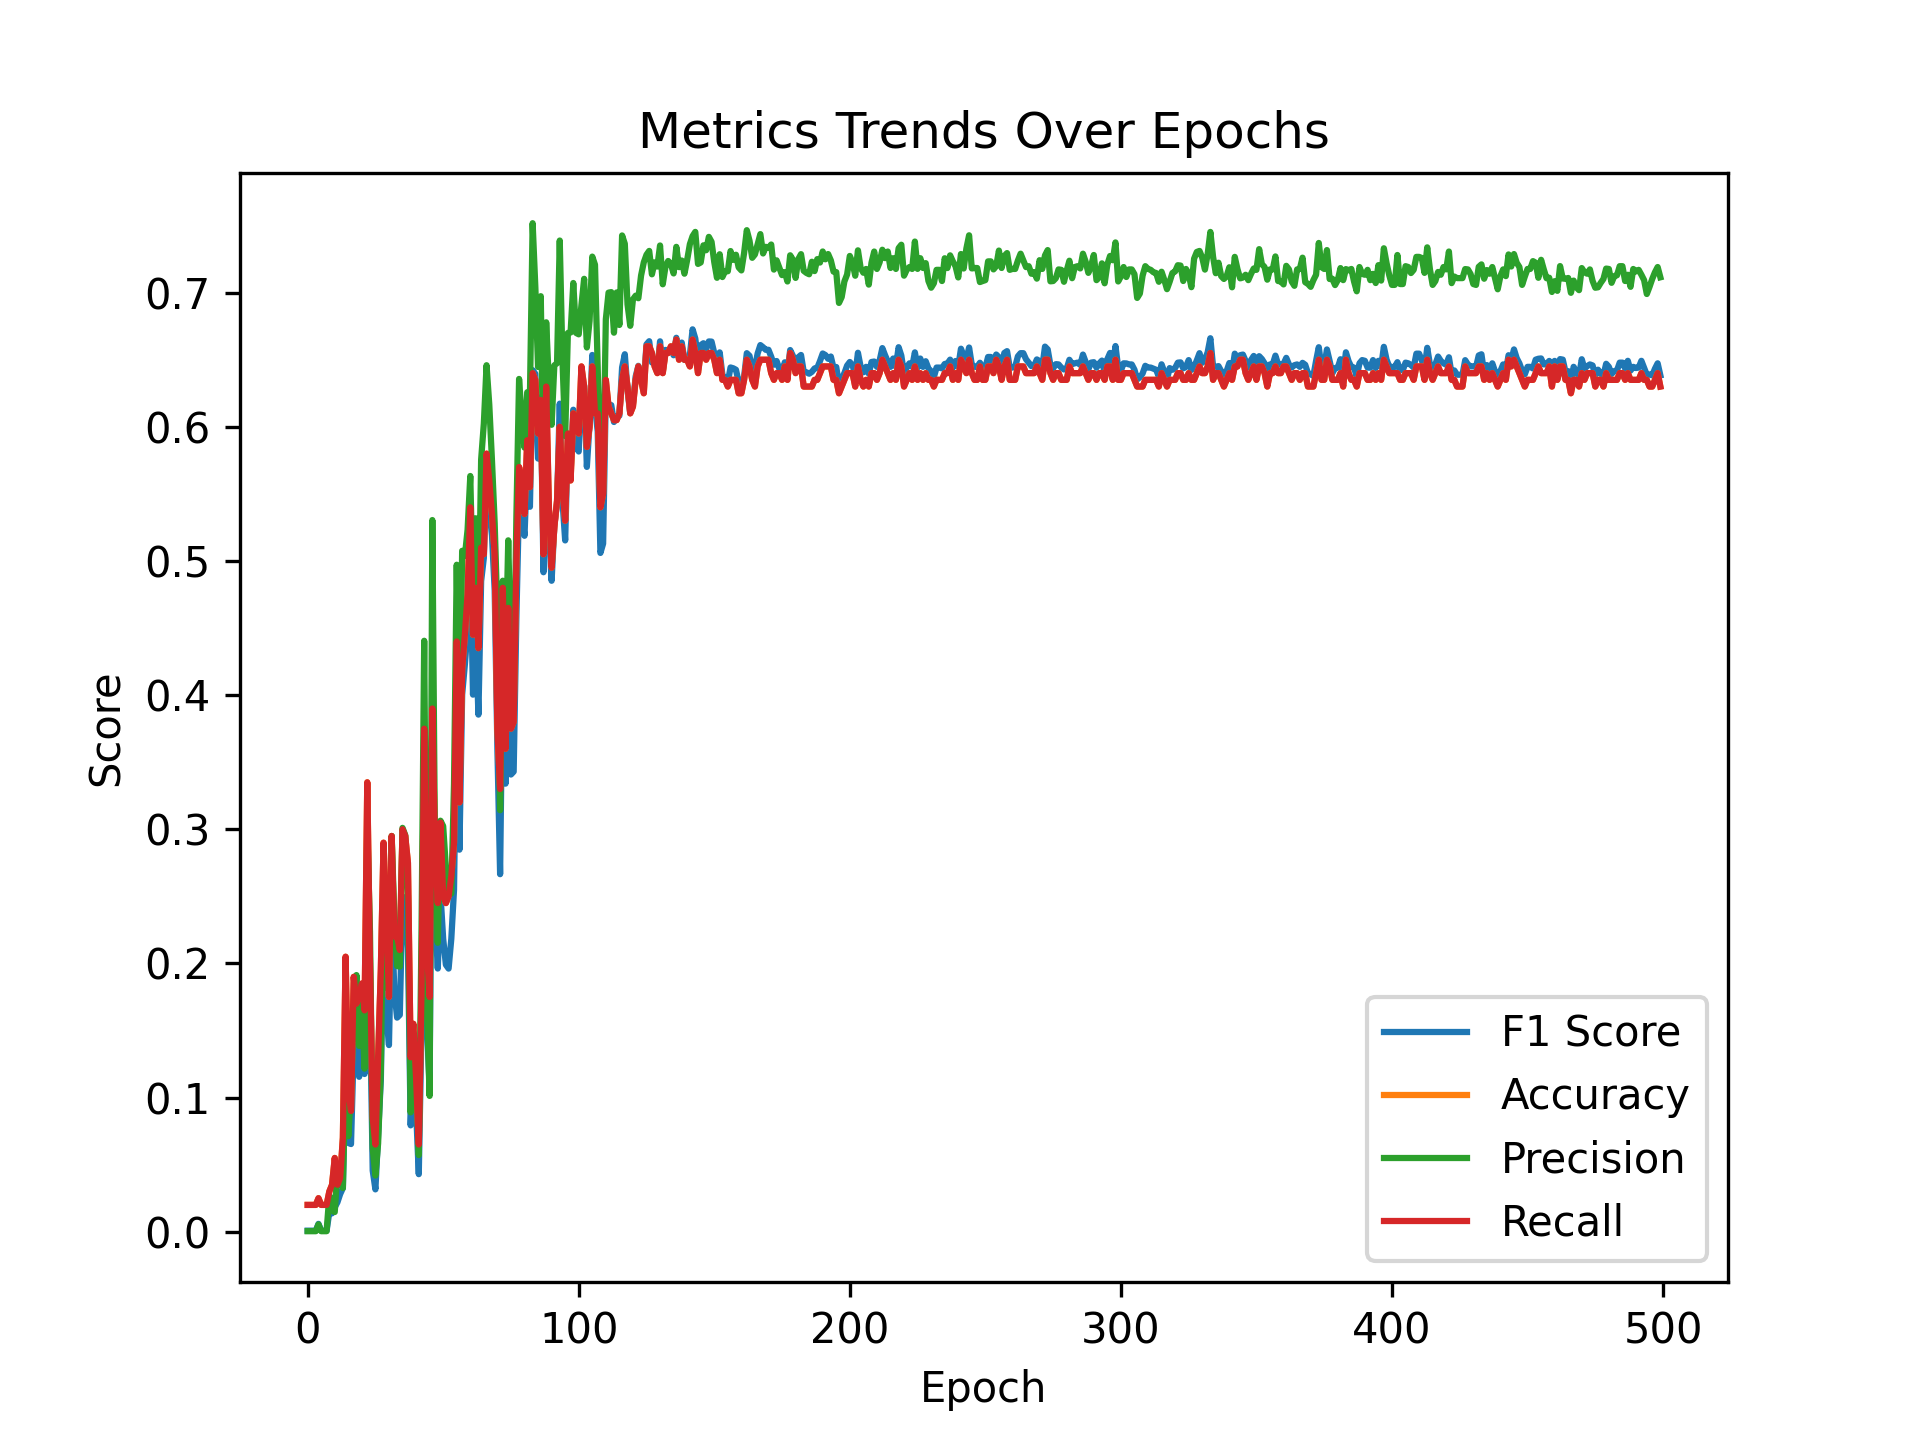 Metrics Trends Over Epochs
0.7
0.6
0.5
0.4
0.3
0.2
0.1
0.0
Score
F1 Score
Accuracy
Precision
Recall
0 100 200 300 400 500
Epoch